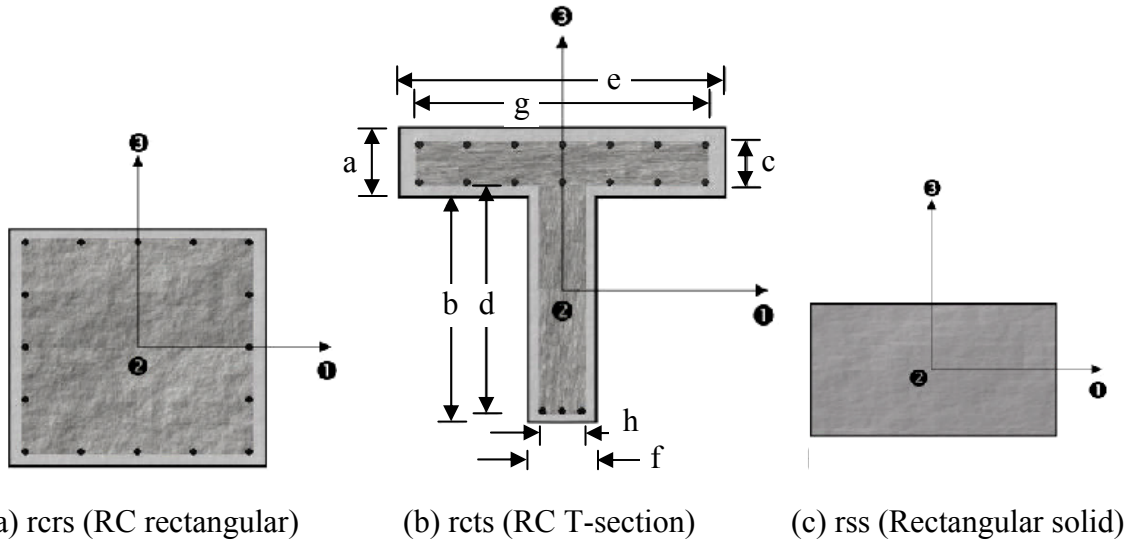 ❸
e
g
a
c
❸
❸
b
d
❷
❶
❷
❶
❷
❶
h
f
a) rcrs (RC rectangular)
(b) rcts (RC T-section)
(c) rss (Rectangular solid)